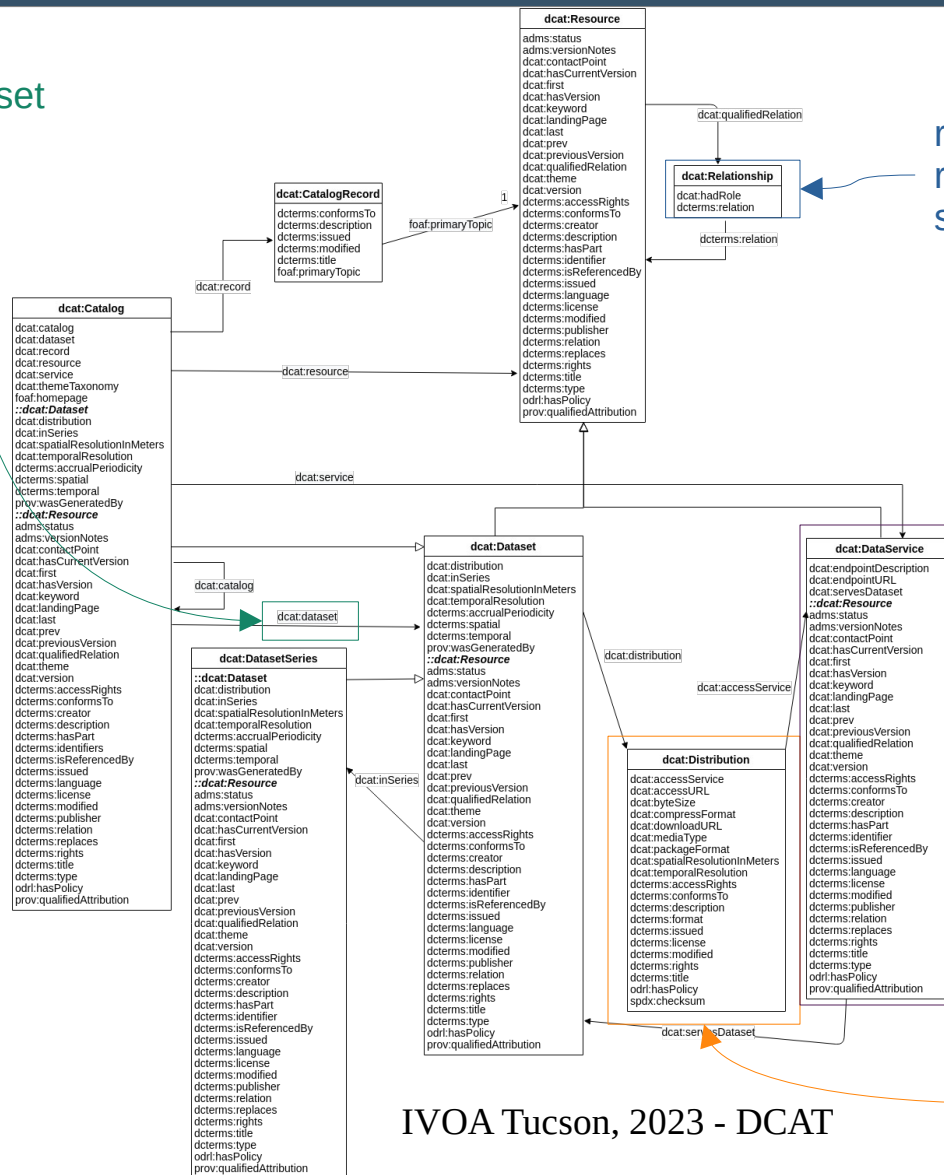 set
r
r
s
dcat:Resource
adms:status
adms:versionNotes
dcat:contactPoint
dcat:hasCurrentVersion
dcat:first
dcat:hasVersion
dcat:keyword
dcat:landingPage
dcat:last
dcat:prev
dcat:previousVersion
dcat:qualifiedRelation
dcat:theme
dcat:version
dcterms:accessRights
dcterms:conformsTo
dcterms:creator
dcterms:description
dcterms:hasPart
dcterms:identifier
dcterms:isReferencedBy
dcterms:issued
dcterms:language
dcterms:license
dcterms:modified
dcterms:publisher
dcterms:relation
dcterms:replaces
dcterms:rights
dcterms:title
dcterms:type
odrl:hasPolicy
prov:qualifiedAttribution
dcat:qualifiedRelation
dcat:Relationship
dcat:hadRole
dcterms:relation
dcterms:relation
dcat:CatalogRecord
dcterms:conformsTo
dcterms:description
dcterms:issued
dcterms:modified
dcterms:title
foaf:primaryTopic
1
foaf:primaryTopic
dcat:record
dcat:Catalog
dcat:catalog
dcat:dataset
dcat:record
dcat:resource
dcat:service
dcat:themeTaxonomy
foaf:homepage
::dcat:Dataset
dcat:distribution
dcat:inSeries
dcat:spatialResolutionInMeters
dcat:temporalResolution
dcterms:accrualPeriodicity
dcterms:spatial
dcterms:temporal
prov:wasGeneratedBy
::dcat:Resource
adms:status
adms:versionNotes
dcat:contactPoint
dcat:hasCurrentVersion
dcat:first
dcat:hasVersion
dcat:keyword
dcat:landingPage
dcat:last
dcat:prev
dcat:previousVersion
dcat:qualifiedRelation
dcat:theme
dcat:version
dcterms:accessRights
dcterms:conformsTo
dcterms:creator
dcterms:description
dcterms:hasPart
dcterms:identifiers
dcterms:isReferencedBy
dcterms:issued
dcterms:language
dcterms:license
dcterms:modified
dcterms:publisher
dcterms:relation
dcterms:replaces
dcterms:rights
dcterms:title
dcterms:type
odrl:hasPolicy
prov:qualifiedAttribution
dcat:resource
dcat:service
dcat:catalog
dcat:dataset
dcat:DatasetSeries
::dcat:Dataset
dcat:distribution
dcat:inSeries
dcat:spatialResolutionInMeters
dcat:temporalResolution
dcterms:accrualPeriodicity
dcterms:spatial
dcterms:temporal
prov:wasGeneratedBy
::dcat:Resource
adms:status
adms:versionNotes
dcat:contactPoint
dcat:hasCurrentVersion
dcat:first
dcat:hasVersion
dcat:keyword
dcat:landingPage
dcat:last
dcat:prev
dcat:previousVersion
dcat:qualifiedRelation
dcat:theme
dcat:version
dcterms:accessRights
dcterms:conformsTo
dcterms:creator
dcterms:description
dcterms:hasPart
dcterms:identifier
dcterms:isReferencedBy
dcterms:issued
dcterms:language
dcterms:license
dcterms:modified
dcterms:publisher
dcterms:relation
dcterms:replaces
dcterms:rights
dcterms:title
dcterms:type
odrl:hasPolicy
prov:qualifiedAttribution
dcat:inSeries
dcat:Dataset
dcat:distribution
dcat:inSeries
dcat:spatialResolutionInMeters
dcat:temporalResolution
dcterms:accrualPeriodicity
dcterms:spatial
dcterms:temporal
prov:wasGeneratedBy
::dcat:Resource
adms:status
adms:versionNotes
dcat:contactPoint
dcat:hasCurrentVersion
dcat:first
dcat:hasVersion
dcat:keyword
dcat:landingPage
dcat:last
dcat:prev
dcat:previousVersion
dcat:qualifiedRelation
dcat:theme
dcat:version
dcterms:accessRights
dcterms:conformsTo
dcterms:creator
dcterms:description
dcterms:hasPart
dcterms:identifier
dcterms:isReferencedBy
dcterms:issued
dcterms:language
dcterms:license
dcterms:modified
dcterms:publisher
dcterms:relation
dcterms:replaces
dcterms:rights
dcterms:title
dcterms:type
odrl:hasPolicy
prov:qualifiedAttribution
dcat:distribution
dcat:accessService
dcat:Distribution
dcat:accessService
dcat:accessURL
dcat:byteSize
dcat:compressFormat
dcat:downloadURL
dcat:mediaType
dcat:packageFormat
dcat:spatialResolutionInMeters
dcat:temporalResolution
dcterms:accessRights
dcterms:conformsTo
dcterms:description
dcterms:format
dcterms:issued
dcterms:license
dcterms:modified
dcterms:rights
dcterms:title
odrl:hasPolicy
spdx:checksum
dcat:servesDataset
dcat:DataService
dcat:endpointDescription
dcat:endpointURL
dcat:servesDataset
::dcat:Resource
adms:status
adms:versionNotes
dcat:contactPoint
dcat:hasCurrentVersion
dcat:first
dcat:hasVersion
dcat:keyword
dcat:landingPage
dcat:last
dcat:prev
dcat:previousVersion
dcat:qualifiedRelation
dcat:theme
dcat:version
dcterms:accessRights
dcterms:conformsTo
dcterms:creator
dcterms:description
dcterms:hasPart
dcterms:identifier
dcterms:isReferencedBy
dcterms:issued
dcterms:language
dcterms:license
dcterms:modified
dcterms:publisher
dcterms:relation
dcterms:replaces
dcterms:rights
dcterms:title
dcterms:type
odrl:hasPolicy
prov:qualifiedAttribution
IVOA Tucson, 2023 - DCAT